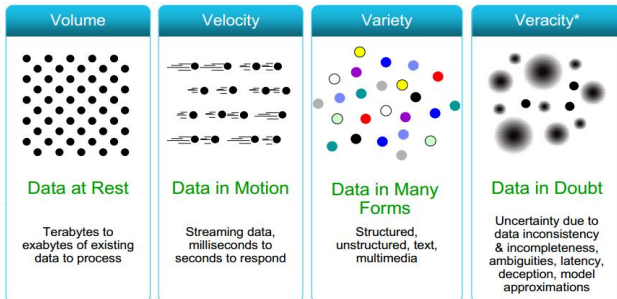 Volume
Data at Rest
Terabytes to
exabytes of existing
data to process
Velocity
Data in Motion
Streaming data,
milliseconds to
seconds to respond
Variety
Data in Many
Forms
Structured,
unstructured, text,
multimedia
Veracity*
Data in Doubt
Uncertainty due to
data inconsistency
& incompleteness,
ambiguities, latency,
deception, model
approximations